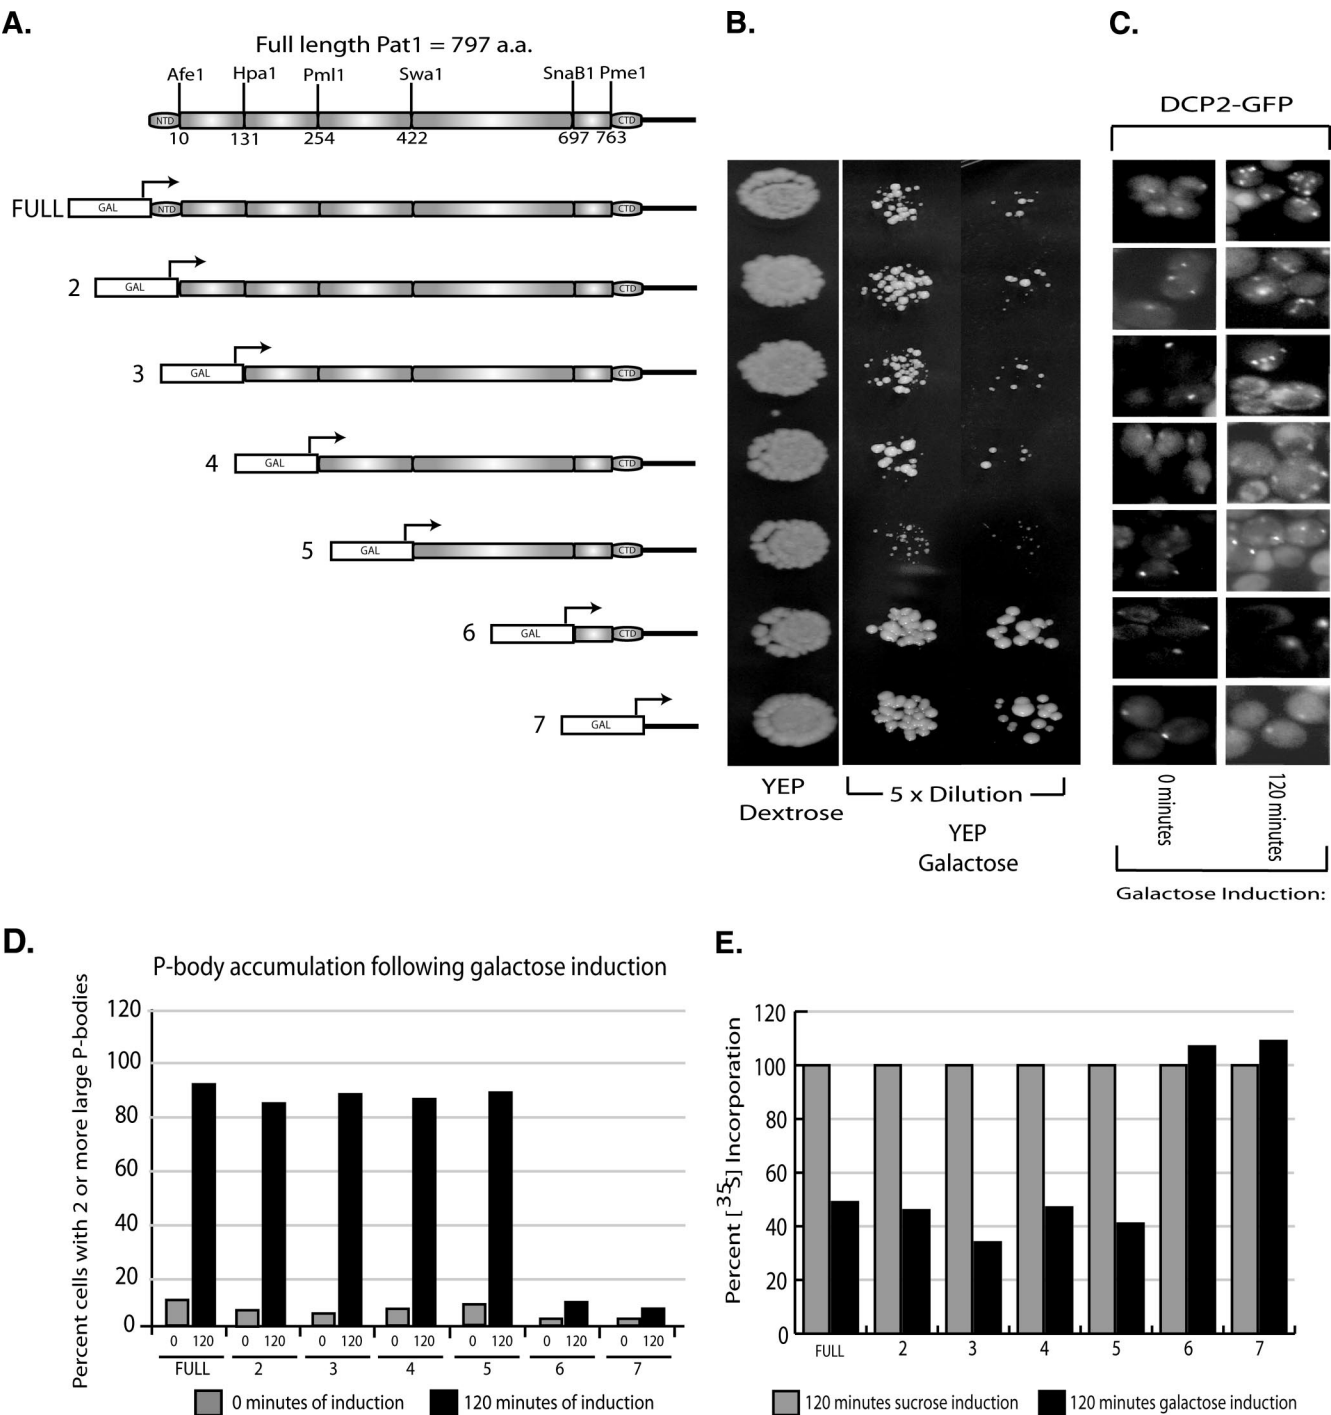 A.
Full length Pat1 = 797 a.a.
Afe1 Hpa1 Pml1 Swa1 SnaB1 Pme1
NTD CTD
10 131 254 422 697 763
FULL GAL NTD CTD
2 GAL CTD
3 GAL CTD
4 GAL CTD
5 GAL CTD
6 GAL CTD
7 GAL
B.
YEP
Dextrose
5 x Dilution
YEP
Galactose
C.
DCP2-GFP
0 minutes
120 minutes
Galactose Induction:
D.
P-body accumulation following galactose induction
Percent cells with 2 or more large P-bodies
120
100
80
60
40
20
0
0 120 0 120 0 120 0 120 0 120 0 120 0 120
FULL 2 3 4 5 6 7
0 minutes of induction 120 minutes of induction
E.
Percent [35S] Incorporation
120
100
80
60
40
20
0
FULL 2 3 4 5 6 7
120 minutes sucrose induction 120 minutes galactose induction